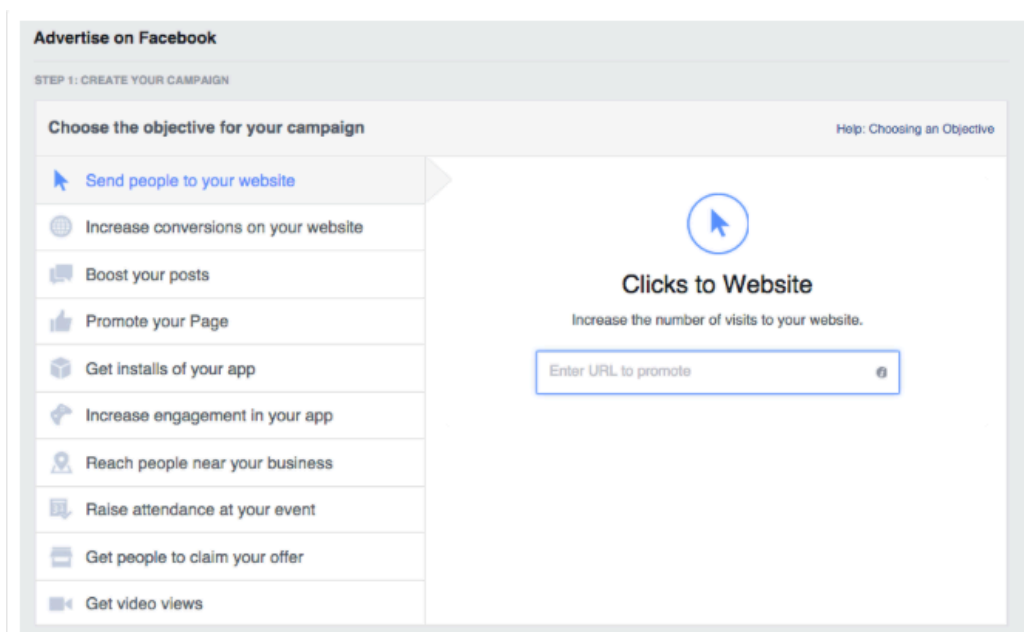 Advertise on Facebook
STEP 1: CREATE YOUR CAMPAIGN
Choose the objective for your campaign
Help: Choosing an Objective
Send people to your website
Increase conversions on your website
Boost your posts
Promote your Page
Get installs of your app
Increase engagement in your app
Reach people near your business
Raise attendance at your event
Get people to claim your offer
Get video views
Clicks to Website
Increase the number of visits to your website.
Enter URL to promote